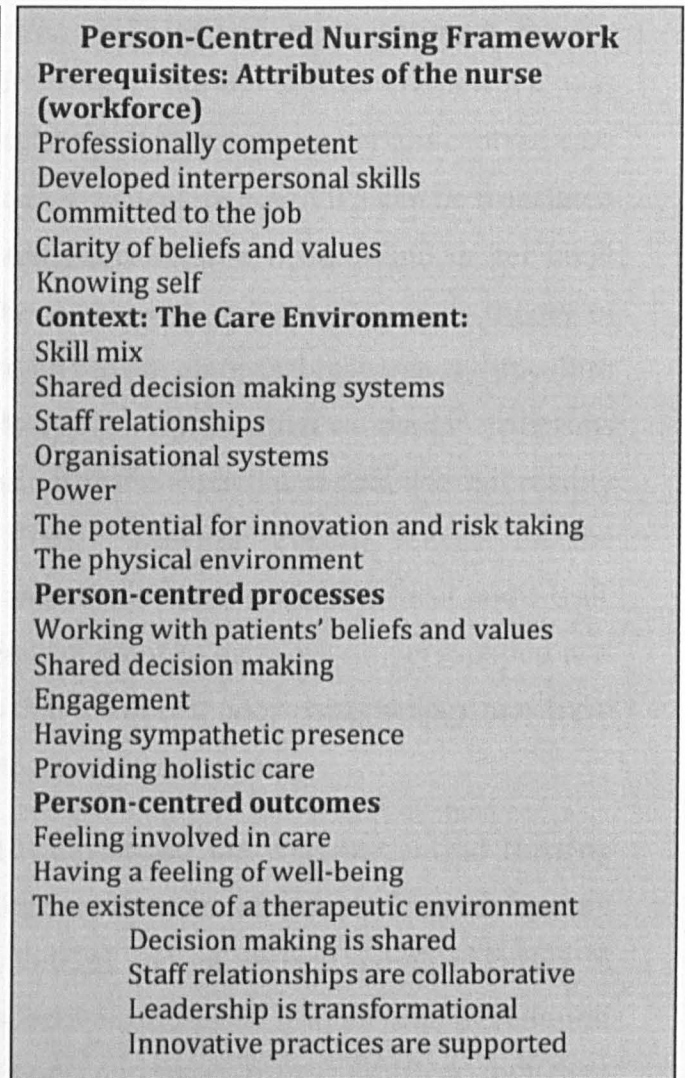 Person-Centred Nursing Framework
Prerequisites: Attributes of the nurse
(workforce)
Professionally competent
Developed interpersonal skills
Committed to the job
Clarity of beliefs and values
Knowing self
Context: The Care Environment:
Skill mix
Shared decision making systems
Staff relationships
Organisational systems
Power
The potential for innovation and risk taking
The physical environment
Person-centred processes
Working with patients’ beliefs and values
Shared decision making
Engagement
Having sympathetic presence
Providing holistic care
Person-centred outcomes
Feeling involved in care
Having a feeling of well-being
The existence of a therapeutic environment
Decision making is shared
Staff relationships are collaborative
Leadership is transformational
Innovative practices are supported